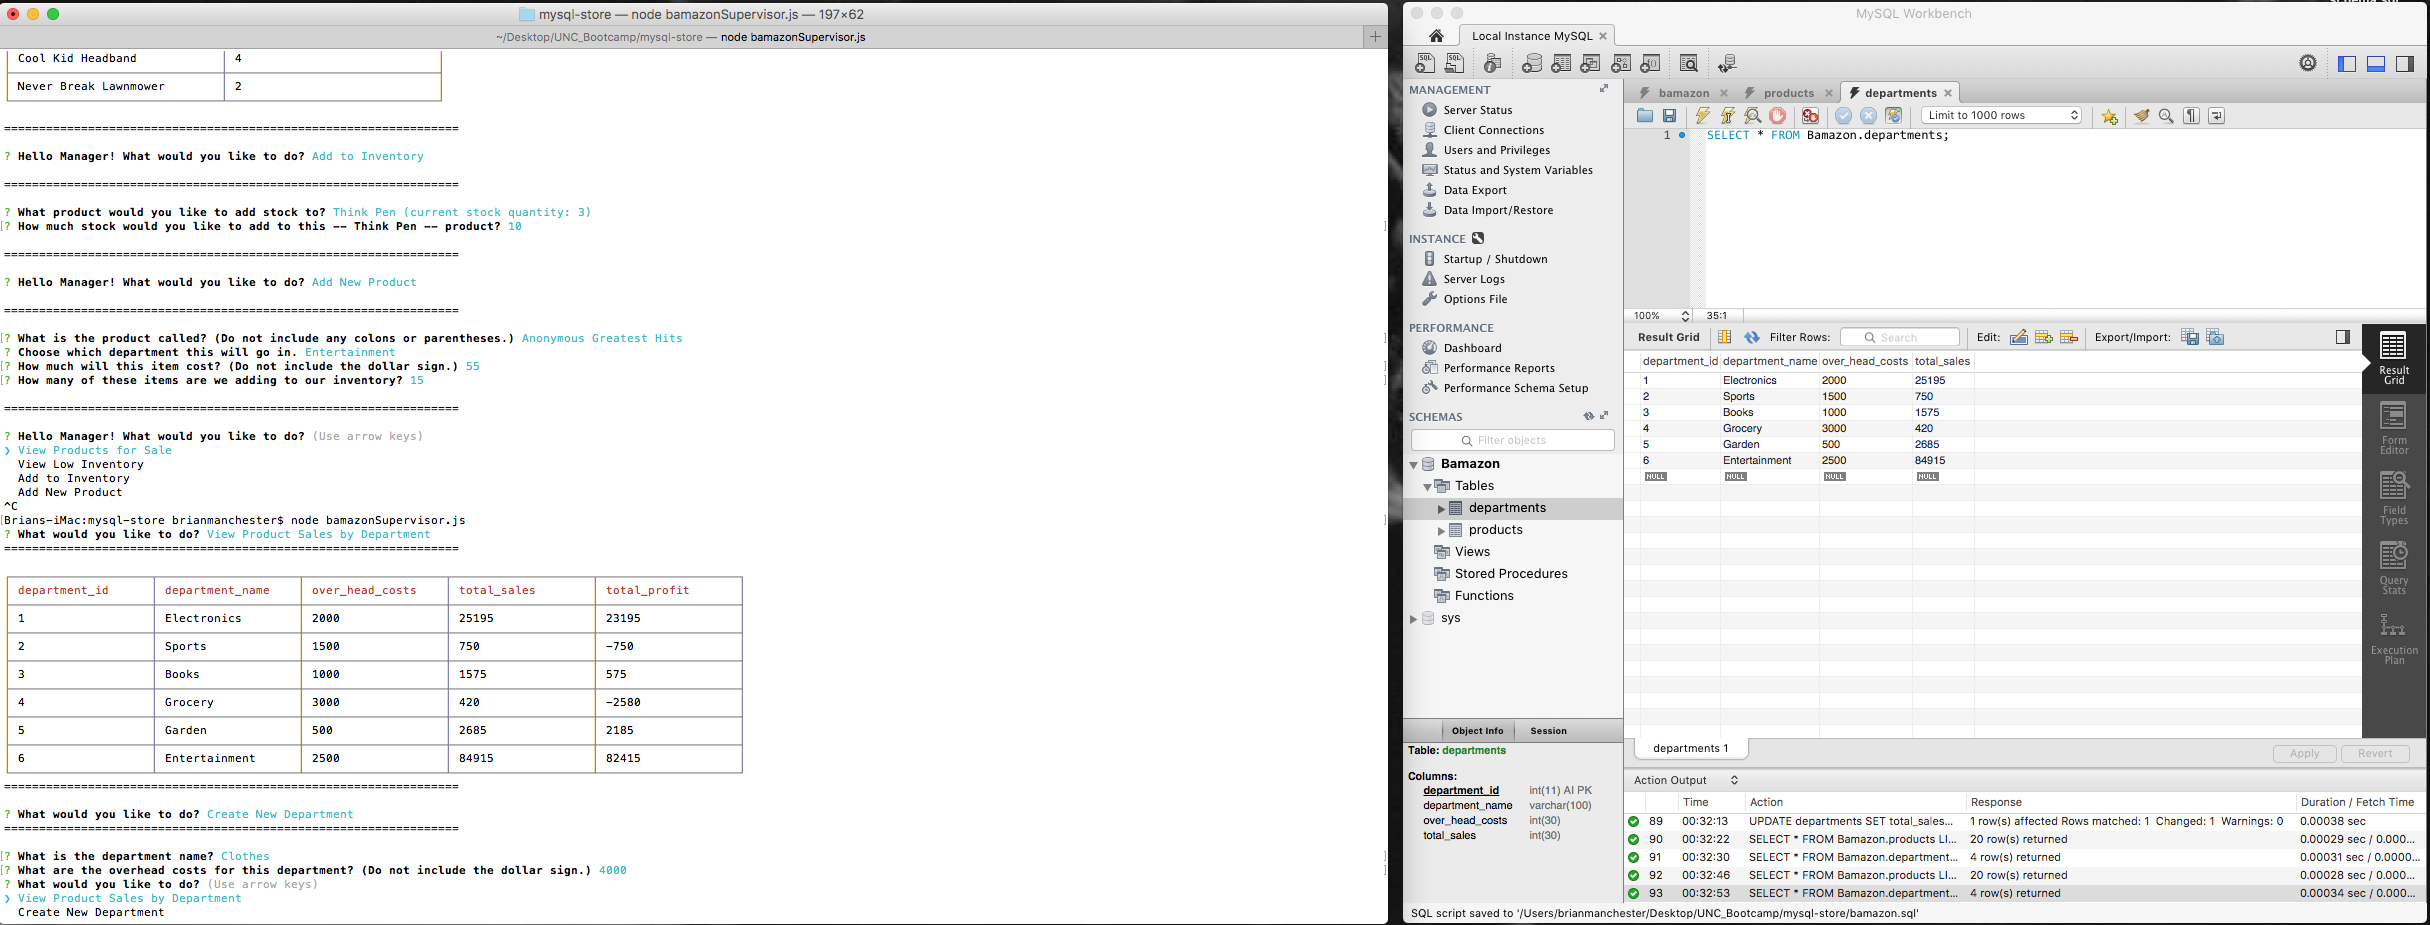 mysql-store — node bamazonSupervisor.js — 197×62
~/Desktop/UNC_Bootcamp/mysql-store — node bamazonSupervisor.js
Cool Kid Headband 4
Never Break Lawnmower 2
=================================================================
? Hello Manager! What would you like to do? Add to Inventory
=================================================================
? What product would you like to add stock to? Think Pen (current stock quantity: 3)
[? How much stock would you like to add to this -- Think Pen -- product? 10 ]
=================================================================
? Hello Manager! What would you like to do? Add New Product
=================================================================
[? What is the product called? (Do not include any colons or parentheses.) Anonymous Greatest Hits ]
? Choose which department this will go in. Entertainment
[? How much will this item cost? (Do not include the dollar sign.) 55 ]
[? How many of these items are we adding to our inventory? 15 ]
=================================================================
? Hello Manager! What would you like to do? (Use arrow keys)
❯ View Products for Sale
View Low Inventory
Add to Inventory
Add New Product
^C
[Brians-iMac:mysql-store brianmanchester$ node bamazonSupervisor.js ]
? What would you like to do? View Product Sales by Department
=================================================================
department_id department_name over_head_costs total_sales total_profit
1 Electronics 2000 25195 23195
2 Sports 1500 750 -750
3 Books 1000 1575 575
4 Grocery 3000 420 -2580
5 Garden 500 2685 2185
6 Entertainment 2500 84915 82415
=================================================================
? What would you like to do? Create New Department
=================================================================
[? What is the department name? Clothes ]
[? What are the overhead costs for this department? (Do not include the dollar sign.) 4000 ]
? What would you like to do? (Use arrow keys)
❯ View Product Sales by Department
Create New Department
MySQL Workbench
Local Instance MySQL
MANAGEMENT
Server Status
Client Connections
Users and Privileges
Status and System Variables
Data Export
Data Import/Restore
INSTANCE
Startup / Shutdown
Server Logs
Options File
PERFORMANCE
Dashboard
Performance Reports
Performance Schema Setup
SCHEMAS
Filter objects
Bamazon
Tables
departments
products
Views
Stored Procedures
Functions
sys
Object Info Session
Table: departments
Columns:
department_id int(11) AI PK
department_name varchar(100)
over_head_costs int(30)
total_sales int(30)
bamazon products departments
Limit to 1000 rows
1 SELECT * FROM Bamazon.departments;
100% 35:1
Result Grid Filter Rows: Search Edit: Export/Import:
department_id department_name over_head_costs total_sales
1 Electronics 2000 25195
2 Sports 1500 750
3 Books 1000 1575
4 Grocery 3000 420
5 Garden 500 2685
6 Entertainment 2500 84915
NULL NULL NULL NULL
Result Grid
Form Editor
Field Types
Query Stats
Execution Plan
departments 1 Apply Revert
Action Output
Time Action Response Duration / Fetch Time
89 00:32:13 UPDATE departments SET total_sales... 1 row(s) affected Rows matched: 1 Changed: 1 Warnings: 0 0.00038 sec
90 00:32:22 SELECT * FROM Bamazon.products LI... 20 row(s) returned 0.00029 sec / 0.000...
91 00:32:30 SELECT * FROM Bamazon.department... 4 row(s) returned 0.00031 sec / 0.0000...
92 00:32:46 SELECT * FROM Bamazon.products LI... 20 row(s) returned 0.00028 sec / 0.000...
93 00:32:53 SELECT * FROM Bamazon.department... 4 row(s) returned 0.00034 sec / 0.000...
SQL script saved to '/Users/brianmanchester/Desktop/UNC_Bootcamp/mysql-store/bamazon.sql'